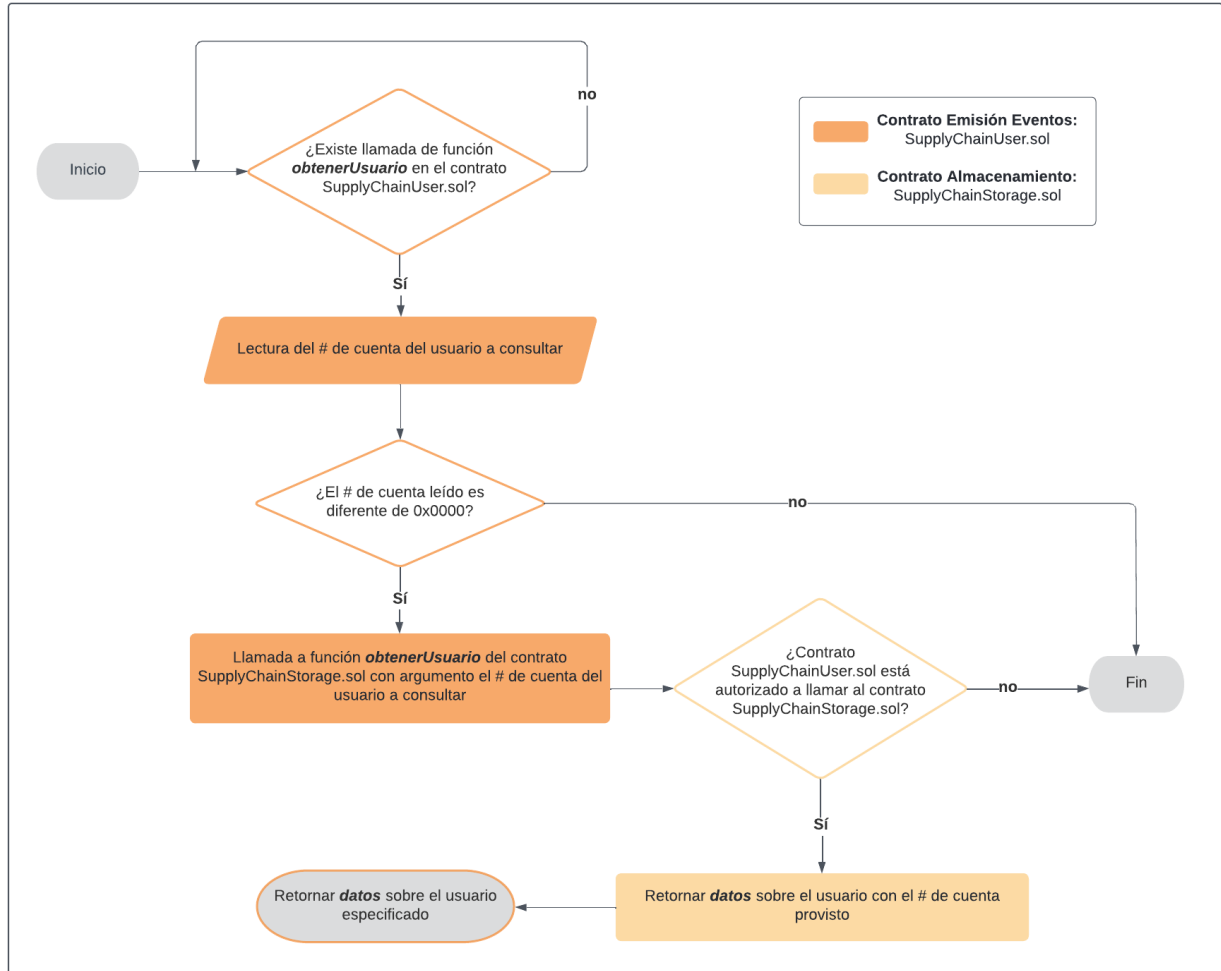 no
¿Existe llamada de función
obtenerUsuario en el contrato
SupplyChainUser.sol?
Inicio
Contrato Emisión Eventos:
SupplyChainUser.sol
Contrato Almacenamiento:
SupplyChainStorage.sol
Sí
Lectura del # de cuenta del usuario a consultar
¿El # de cuenta leído es
diferente de 0x0000?
no
Sí
Llamada a función obtenerUsuario del contrato
SupplyChainStorage.sol con argumento el # de cuenta del
usuario a consultar
¿Contrato
SupplyChainUser.sol está
autorizado a llamar al contrato
SupplyChainStorage.sol?
no
Fin
Sí
Retornar datos sobre el usuario con el # de cuenta
provisto
Retornar datos sobre el usuario
especificado